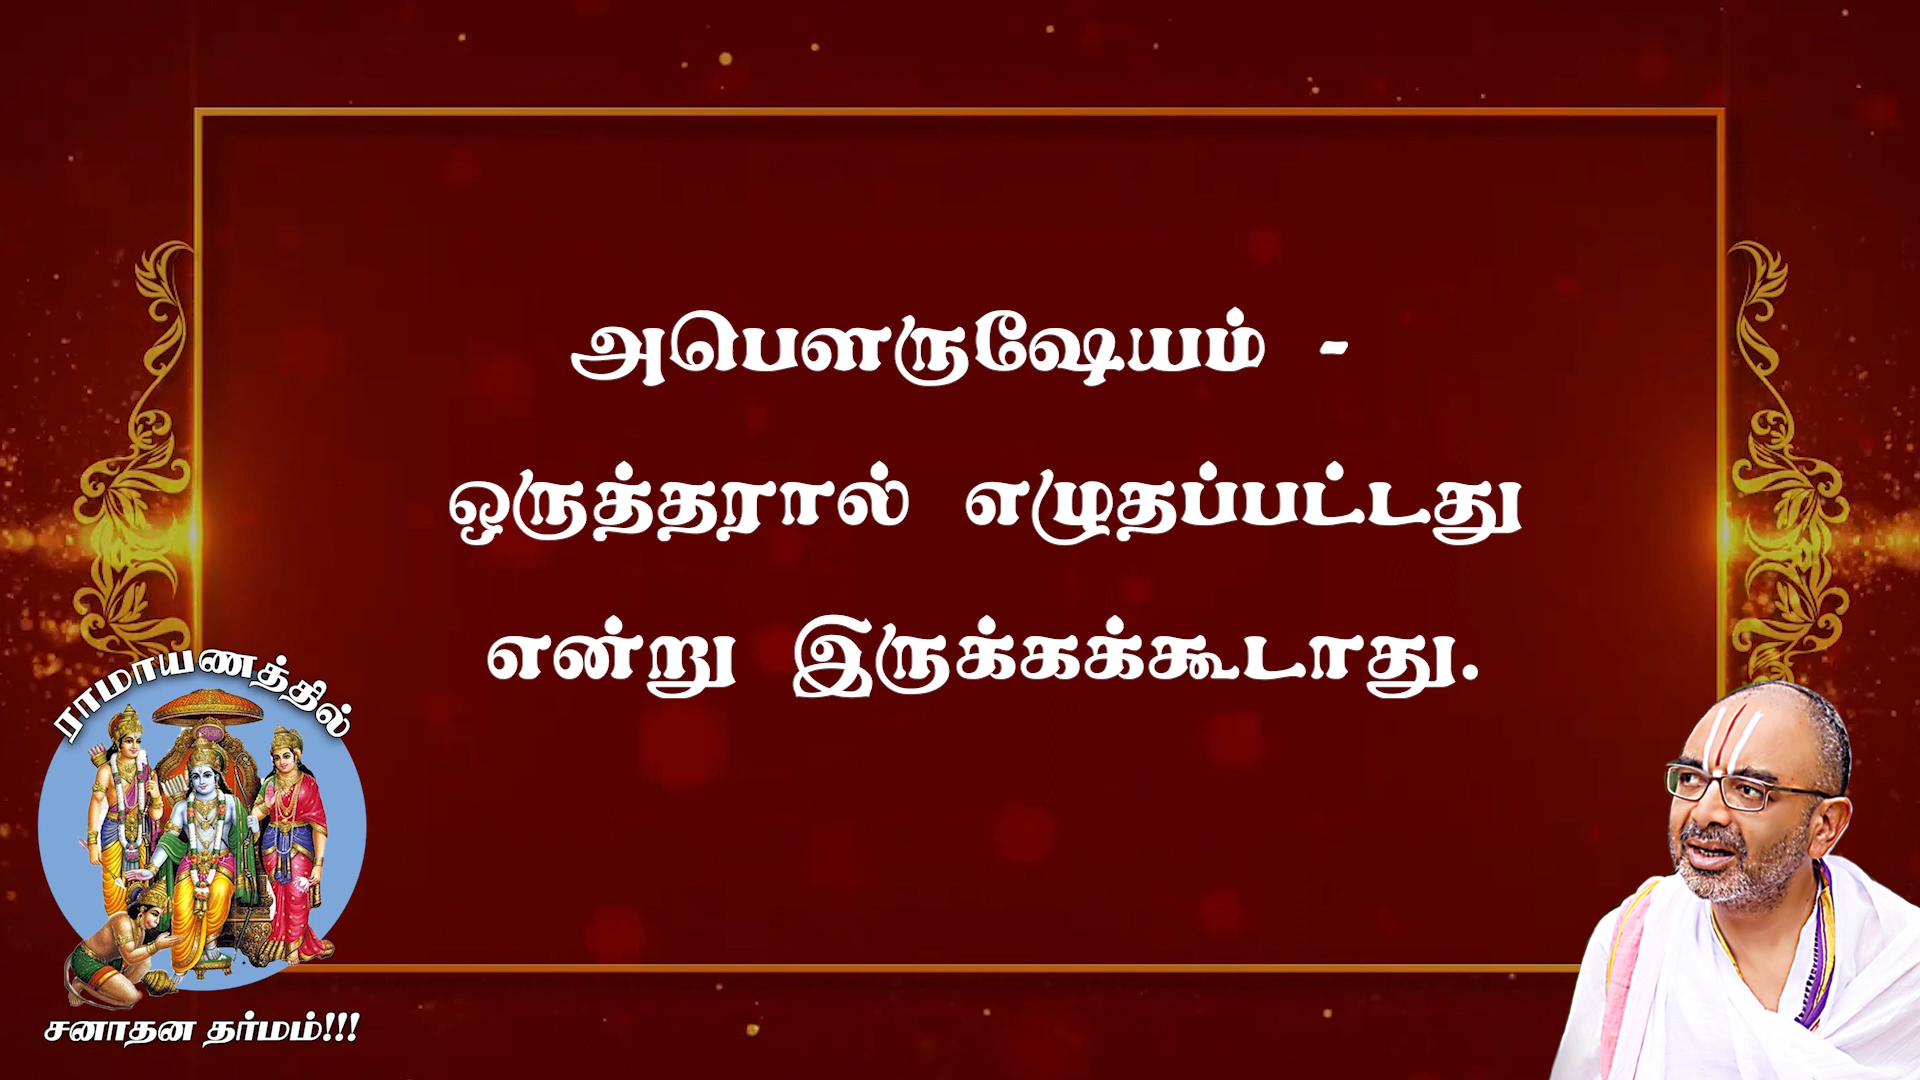 அபௌருஷேயம் -
ஒருத்தரால் எழுதப்பட்டது
என்று இருக்கக்கூடாது.
ராமாயணத்தில்
சனாதன தர்மம்!!!